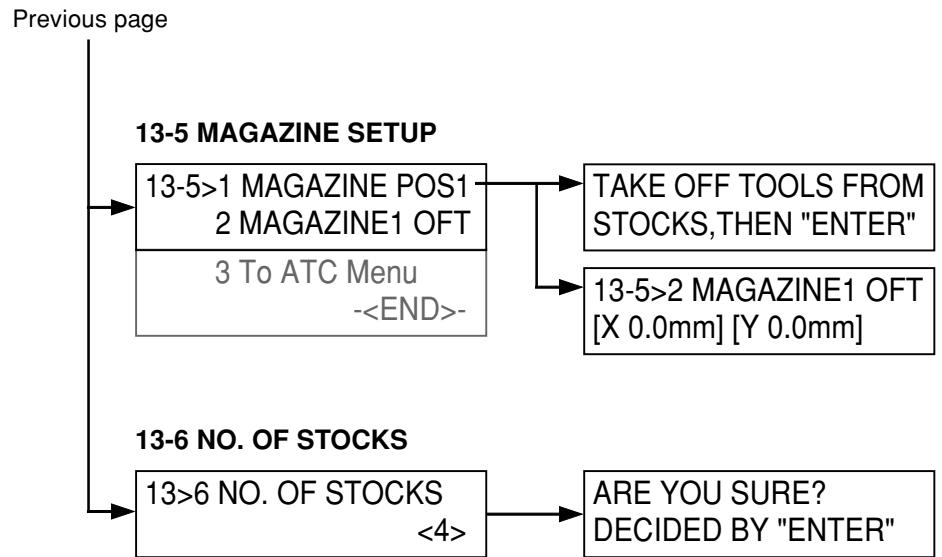 Previous page
13-5 MAGAZINE SETUP
13-5>1 MAGAZINE POS1
2 MAGAZINE1 OFT
3 To ATC Menu
-<END>-
TAKE OFF TOOLS FROM
STOCKS,THEN "ENTER"
13-5>2 MAGAZINE1 OFT
[X 0.0mm] [Y 0.0mm]
13-6 NO. OF STOCKS
13>6 NO. OF STOCKS
<4>
ARE YOU SURE?
DECIDED BY "ENTER"